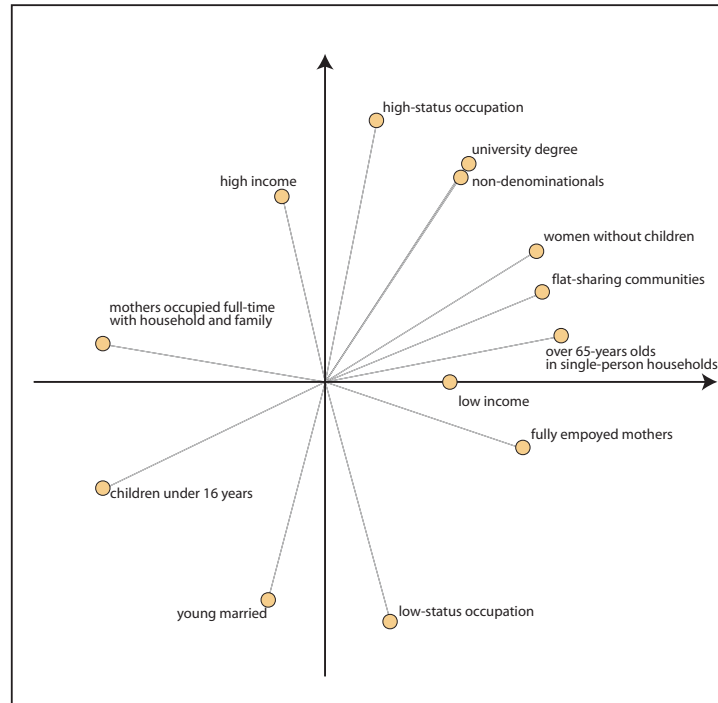 high-status occupation
university degree
high income
non-denominationals
women without children
flat-sharing communities
mothers occupied full-time
with household and family
over 65-years olds
in single-person households
low income
fully empoyed mothers
children under 16 years
young married
low-status occupation